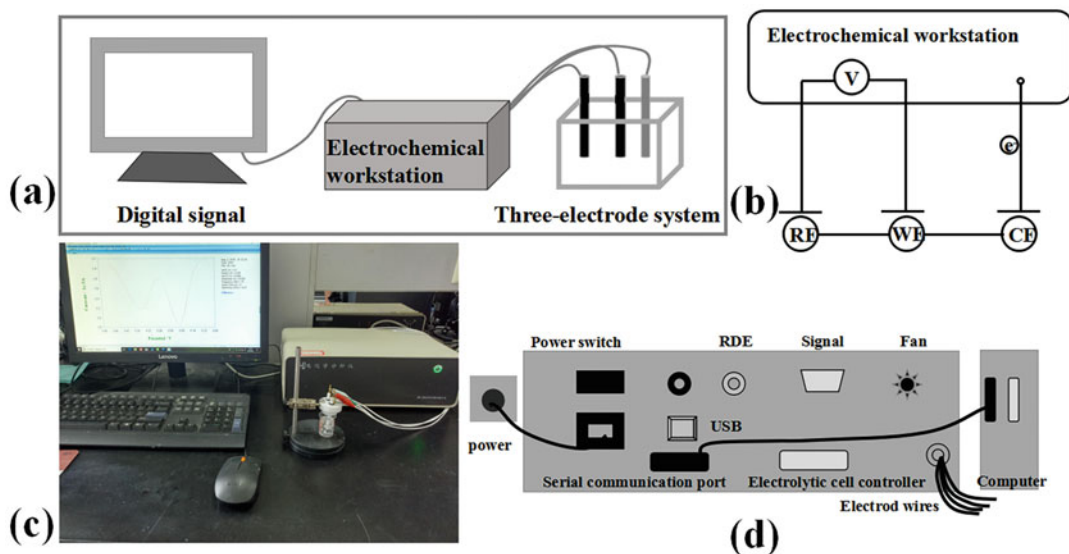 (a)
Digital signal
Electrochemical
workstation
Three-electrode system
(b)
Electrochemical workstation
V
e⁻
RE
WE
CE
(c)
Lenovo
(d)
Power switch
RDE
Signal
Fan
power
USB
Serial communication port
Electrolytic cell controller
Computer
Electrod wires